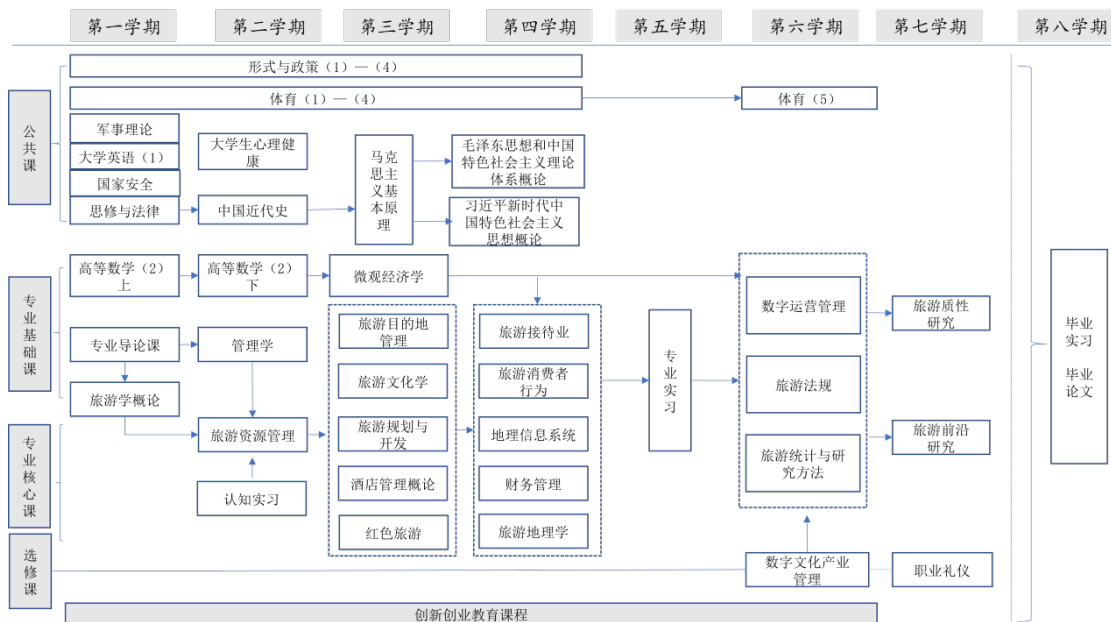 第一学期
第二学期
第三学期
第四学期
第五学期
第六学期
第七学期
第八学期
公共课
形式与政策（1）—（4）
体育（1）—（4）
体育（5）
军事理论
大学英语（1）
国家安全
思修与法律
大学生心理健
康
中国近代史
马克
思主
义基
本原
理
毛泽东思想和中国
特色社会主义理论
体系概论
习近平新时代中
国特色社会主义
思想概论
专业基础课
高等数学（2）
上
高等数学（2）
下
微观经济学
专业导论课
管理学
旅游学概论
旅游资源管理
认知实习
旅游目的地
管理
旅游文化学
旅游规划与
开发
酒店管理概论
红色旅游
旅游接待业
旅游消费者
行为
地理信息系统
财务管理
旅游地理学
专业实习
数字运营管理
旅游法规
旅游统计与研
究方法
旅游质性
研究
旅游前沿
研究
毕业
实习
毕业
论文
专业核心课
选修课
数字文化产业
管理
职业礼仪
创新创业教育课程